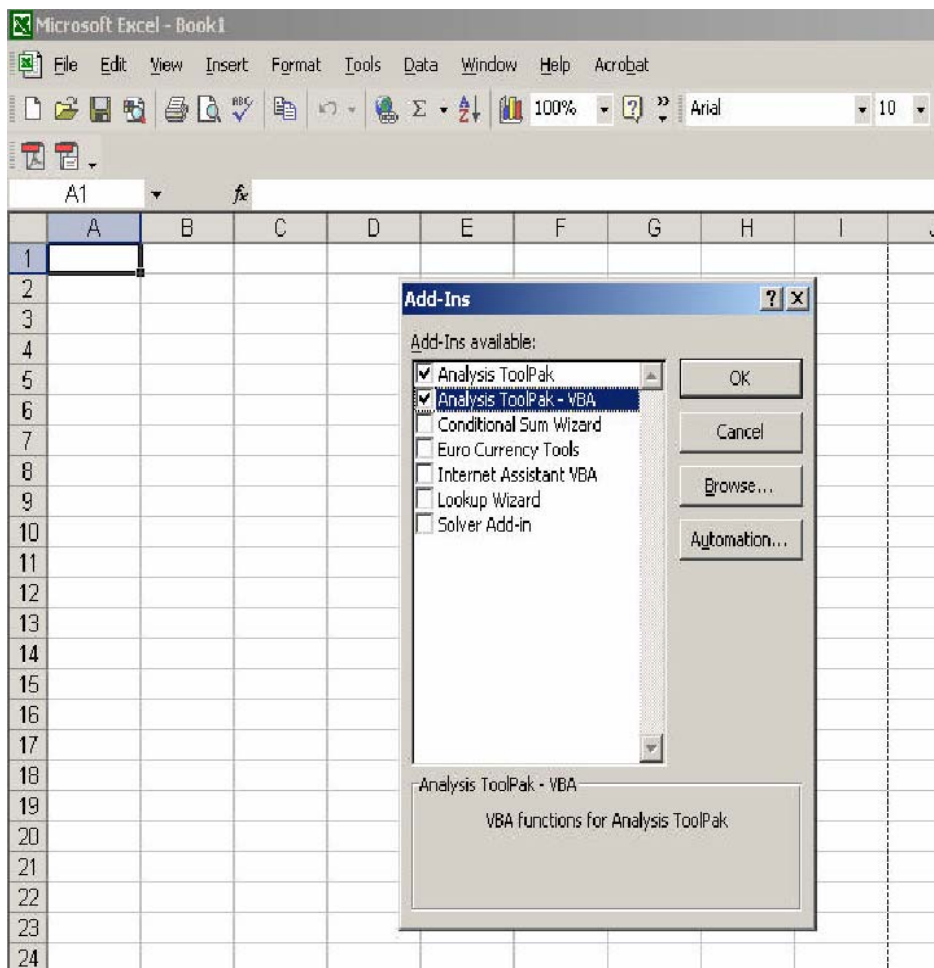 Microsoft Excel - Book1
File Edit View Insert Format Tools Data Window Help Acrobat
ABC Σ A Z 100% ? » Arial 10
A1 fx
A B C D E F G H I J
1
2
Add-Ins ? X
3
Add-Ins available:
4
5 Analysis ToolPak OK
6 Analysis ToolPak - VBA
7 Conditional Sum Wizard Cancel
Euro Currency Tools
8 Internet Assistant VBA
9 Lookup Wizard Browse...
10 Solver Add-in Automation...
11
12
13
14
15
16
17
18 Analysis ToolPak - VBA
19 VBA functions for Analysis ToolPak
20
21
22
23
24